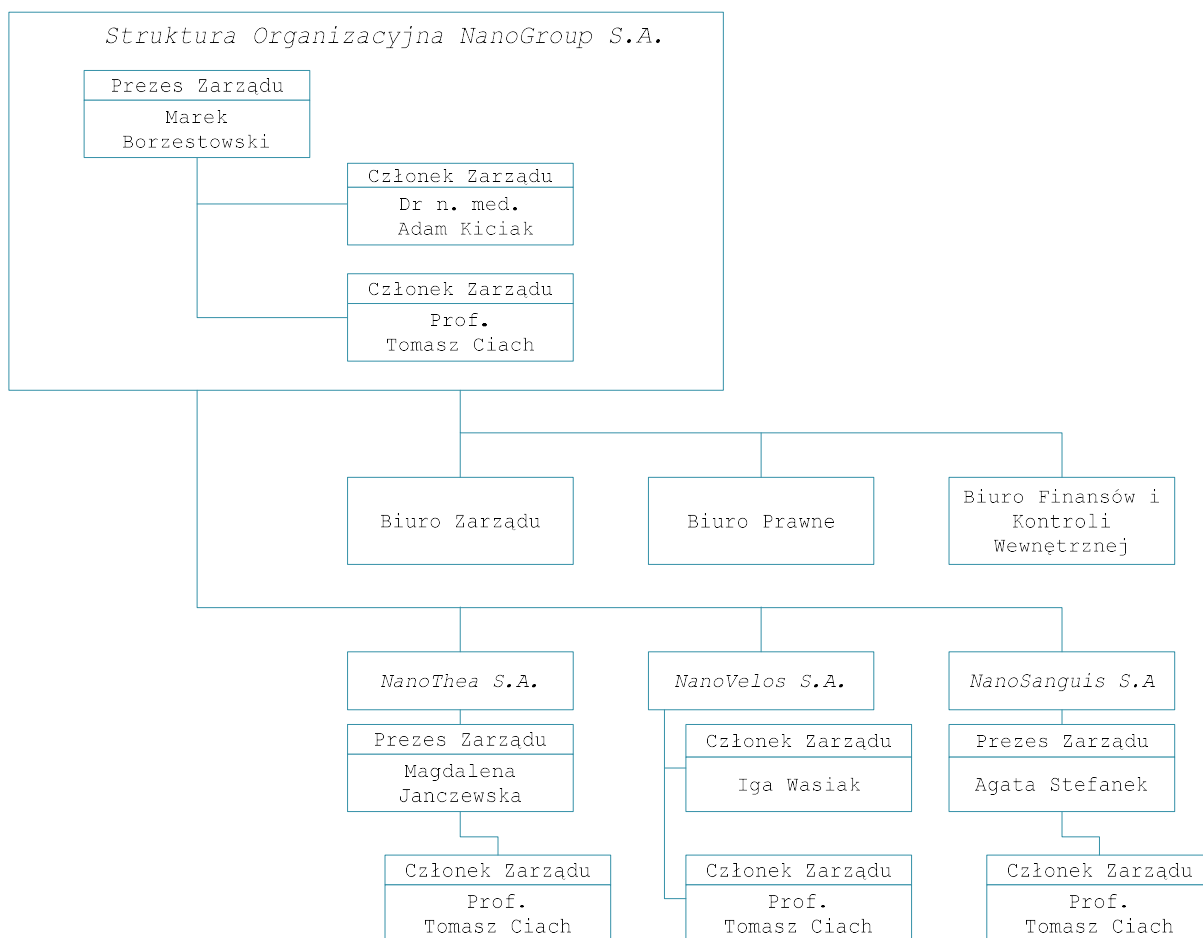 Struktura Organizacyjna NanoGroup S.A.
Prezes Zarządu
Marek
Borzestowski
Członek Zarządu
Dr n. med.
Adam Kiciak
Członek Zarządu
Prof.
Tomasz Ciach
Biuro Zarządu
Biuro Prawne
Biuro Finansów i
Kontroli
Wewnętrznej
NanoThea S.A.
NanoVelos S.A.
NanoSanguis S.A
Prezes Zarządu
Magdalena
Janczewska
Członek Zarządu
Iga Wasiak
Prezes Zarządu
Agata Stefanek
Członek Zarządu
Prof.
Tomasz Ciach
Członek Zarządu
Prof.
Tomasz Ciach
Członek Zarządu
Prof.
Tomasz Ciach